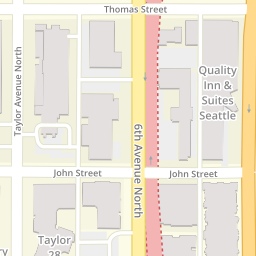 Thomas Street
Taylor Avenue North
Quality
Inn &
Suites
Seattle
6th Avenue North
John Street
John Street
Taylor
28